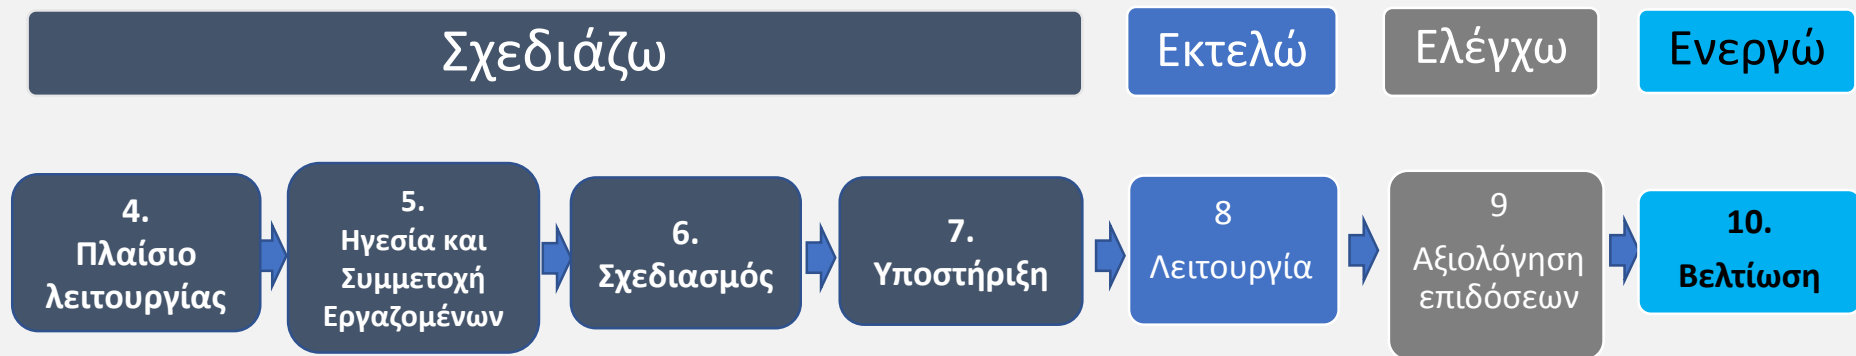 Σχεδιάζω
Εκτελώ
Ελέγχω
Ενεργώ
4.
Πλαίσιο
λειτουργίας
5.
Ηγεσία και
Συμμετοχή
Εργαζομένων
6.
Σχεδιασμός
7.
Υποστήριξη
8
Λειτουργία
9
Αξιολόγηση
επιδόσεων
10.
Βελτίωση